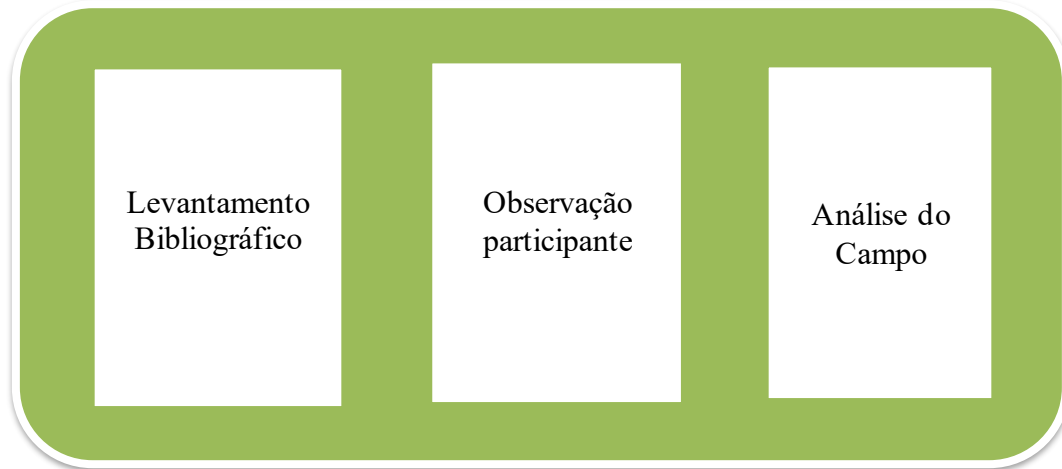 Levantamento
Bibliográfico
Observação
participante
Análise do
Campo